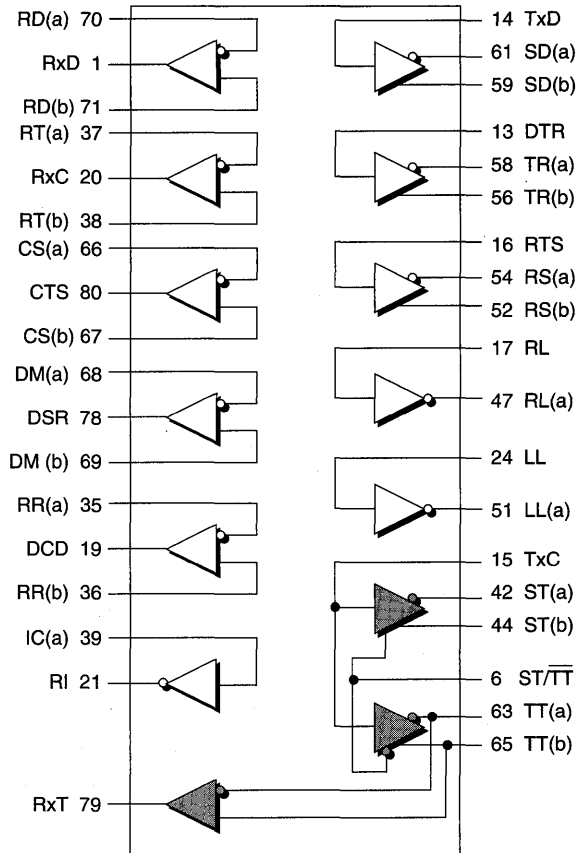 RD(a) 70
RxD 1
RD(b) 71
RT(a) 37
RxC 20
RT(b) 38
CS(a) 66
CTS 80
CS(b) 67
DM(a) 68
DSR 78
DM (b) 69
RR(a) 35
DCD 19
RR(b) 36
IC(a) 39
RI 21
RxT 79
14 TxD
61 SD(a)
59 SD(b)
13 DTR
58 TR(a)
56 TR(b)
16 RTS
54 RS(a)
52 RS(b)
17 RL
47 RL(a)
24 LL
51 LL(a)
15 TxC
42 ST(a)
44 ST(b)
6 ST/T̅T̅
63 TT(a)
65 TT(b)